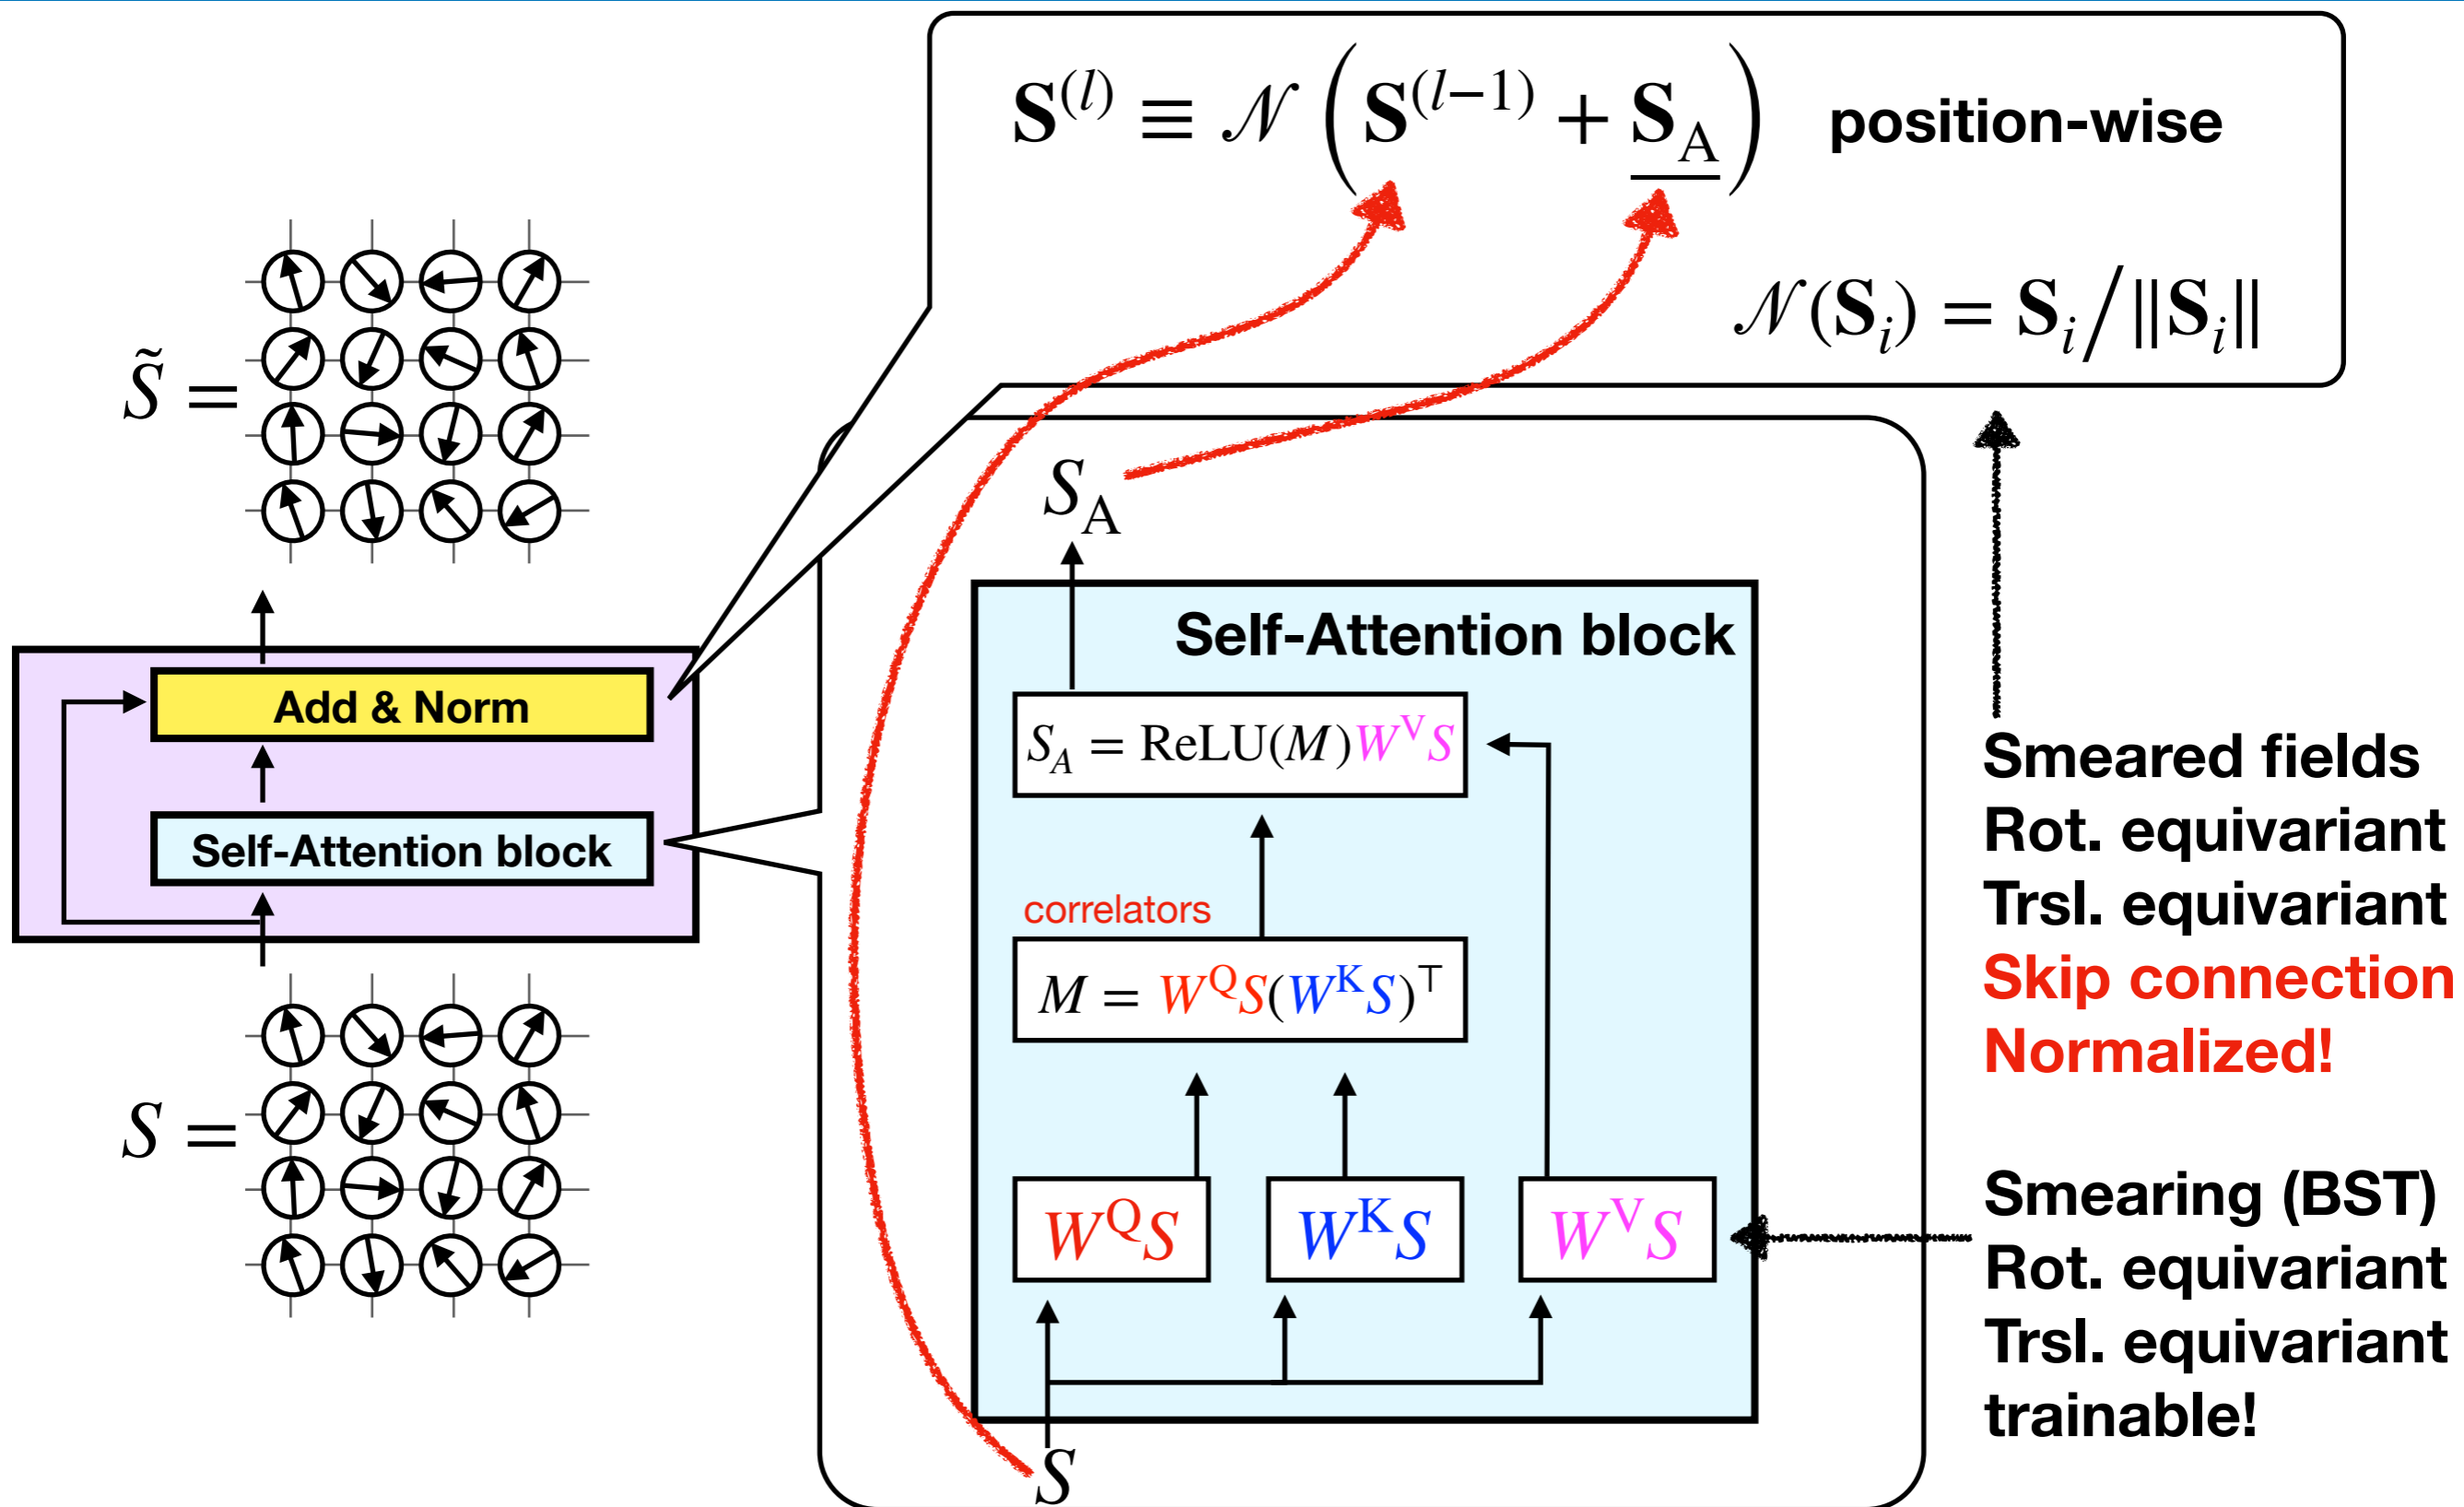 S^(l) ≡ 𝒩 (S^(l−1) + S_A) position-wise
𝒩(S_i) = S_i/‖S_i‖
S̃ =
Add & Norm
Self-Attention block
S =
S_A
Self-Attention block
S_A = ReLU(M)W^V S
correlators
M = W^Q S(W^K S)^⊤
W^Q S
W^K S
W^V S
S
Smeared fields
Rot. equivariant
Trsl. equivariant
Skip connection
Normalized!
Smearing (BST)
Rot. equivariant
Trsl. equivariant
trainable!